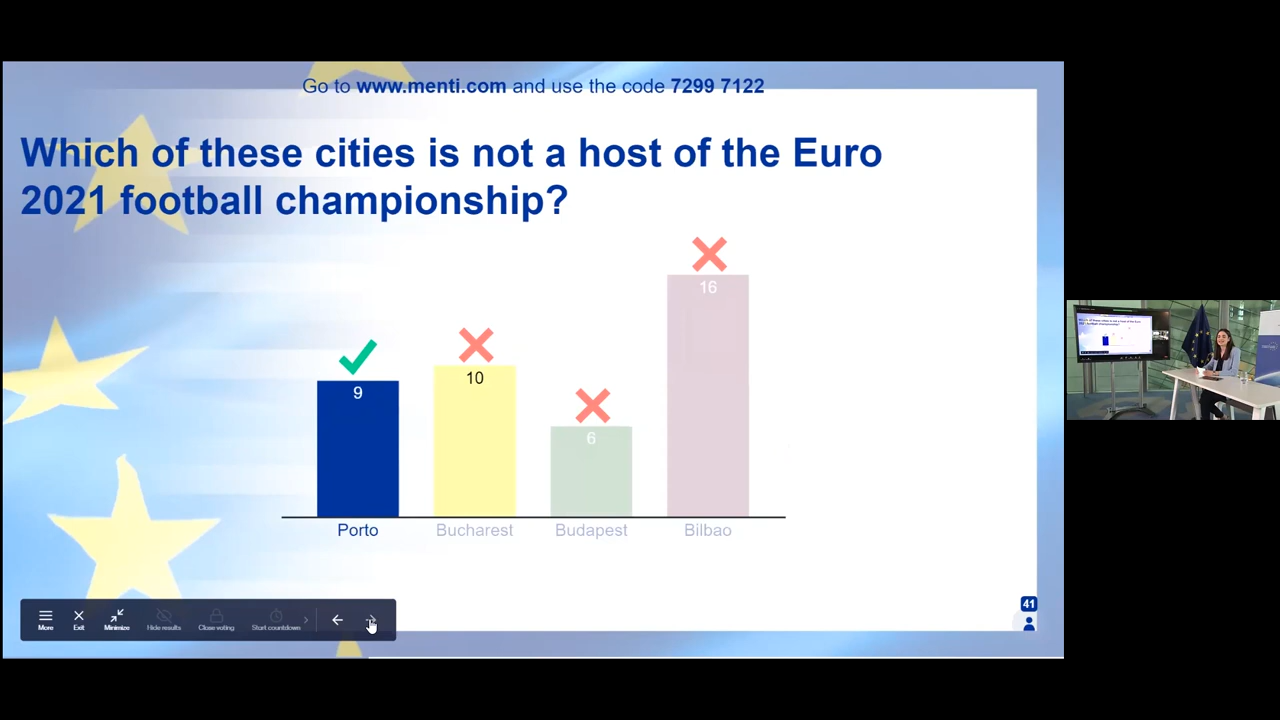 Go to www.menti.com and use the code 7299 7122
Which of these cities is not a host of the Euro
2021 football championship?
9
10
6
16
Porto
Bucharest
Budapest
Bilbao
More
Exit
Minimize
Hide results
Close voting
Start countdown
41